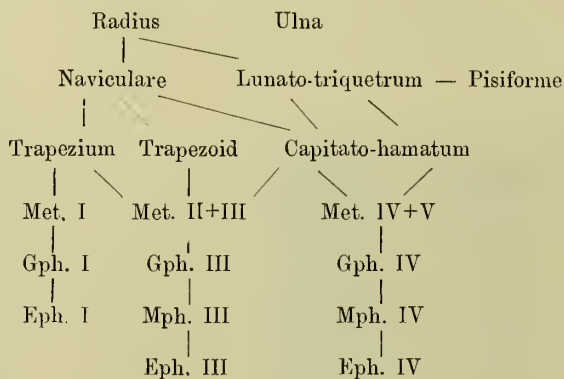 Radius Ulna
Naviculare Lunato-triquetrum — Pisiforme
Trapezium Trapezoid Capitato-hamatum
Met. I Met. II+III Met. IV+V
Gph. I Gph. III Gph. IV
Eph. I Mph. III Mph. IV
Eph. III Eph. IV